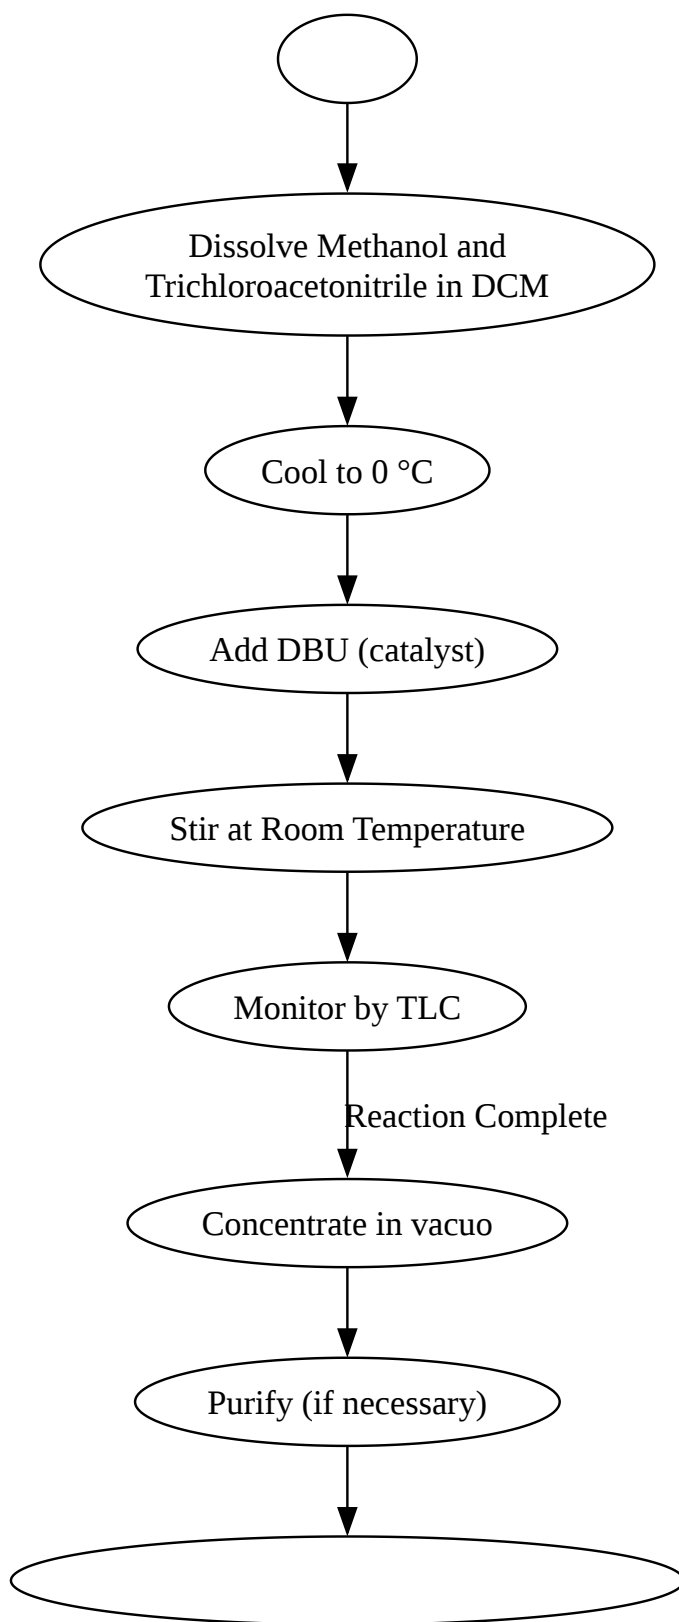 Dissolve Methanol and
Trichloroacetonitrile in DCM
Cool to 0 °C
Add DBU (catalyst)
Stir at Room Temperature
Monitor by TLC
Reaction Complete
Concentrate in vacuo
Purify (if necessary)